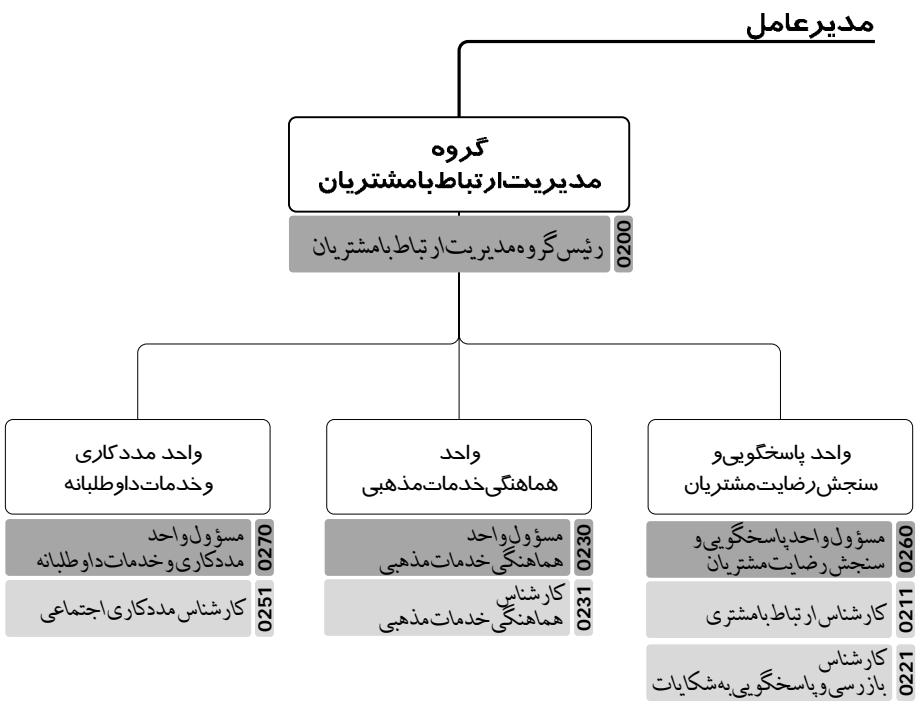 مدیرعامل
گروه
مدیریت ارتباط با مشتریان
0200
رئیس گروه مدیریت ارتباط با مشتریان
واحد پاسخگویی و
سنجش رضایت مشتریان
0260
مسؤول واحد پاسخگویی و
سنجش رضایت مشتریان
0211
کارشناس ارتباط با مشتری
0221
کارشناس
بازرسی و پاسخگویی به شکایات
واحد
هماهنگی خدمات مذهبی
0230
مسؤول واحد
هماهنگی خدمات مذهبی
0231
کارشناس
هماهنگی خدمات مذهبی
واحد مددکاری
و خدمات داوطلبانه
0270
مسؤول واحد
مددکاری و خدمات داوطلبانه
0251
کارشناس مددکاری اجتماعی